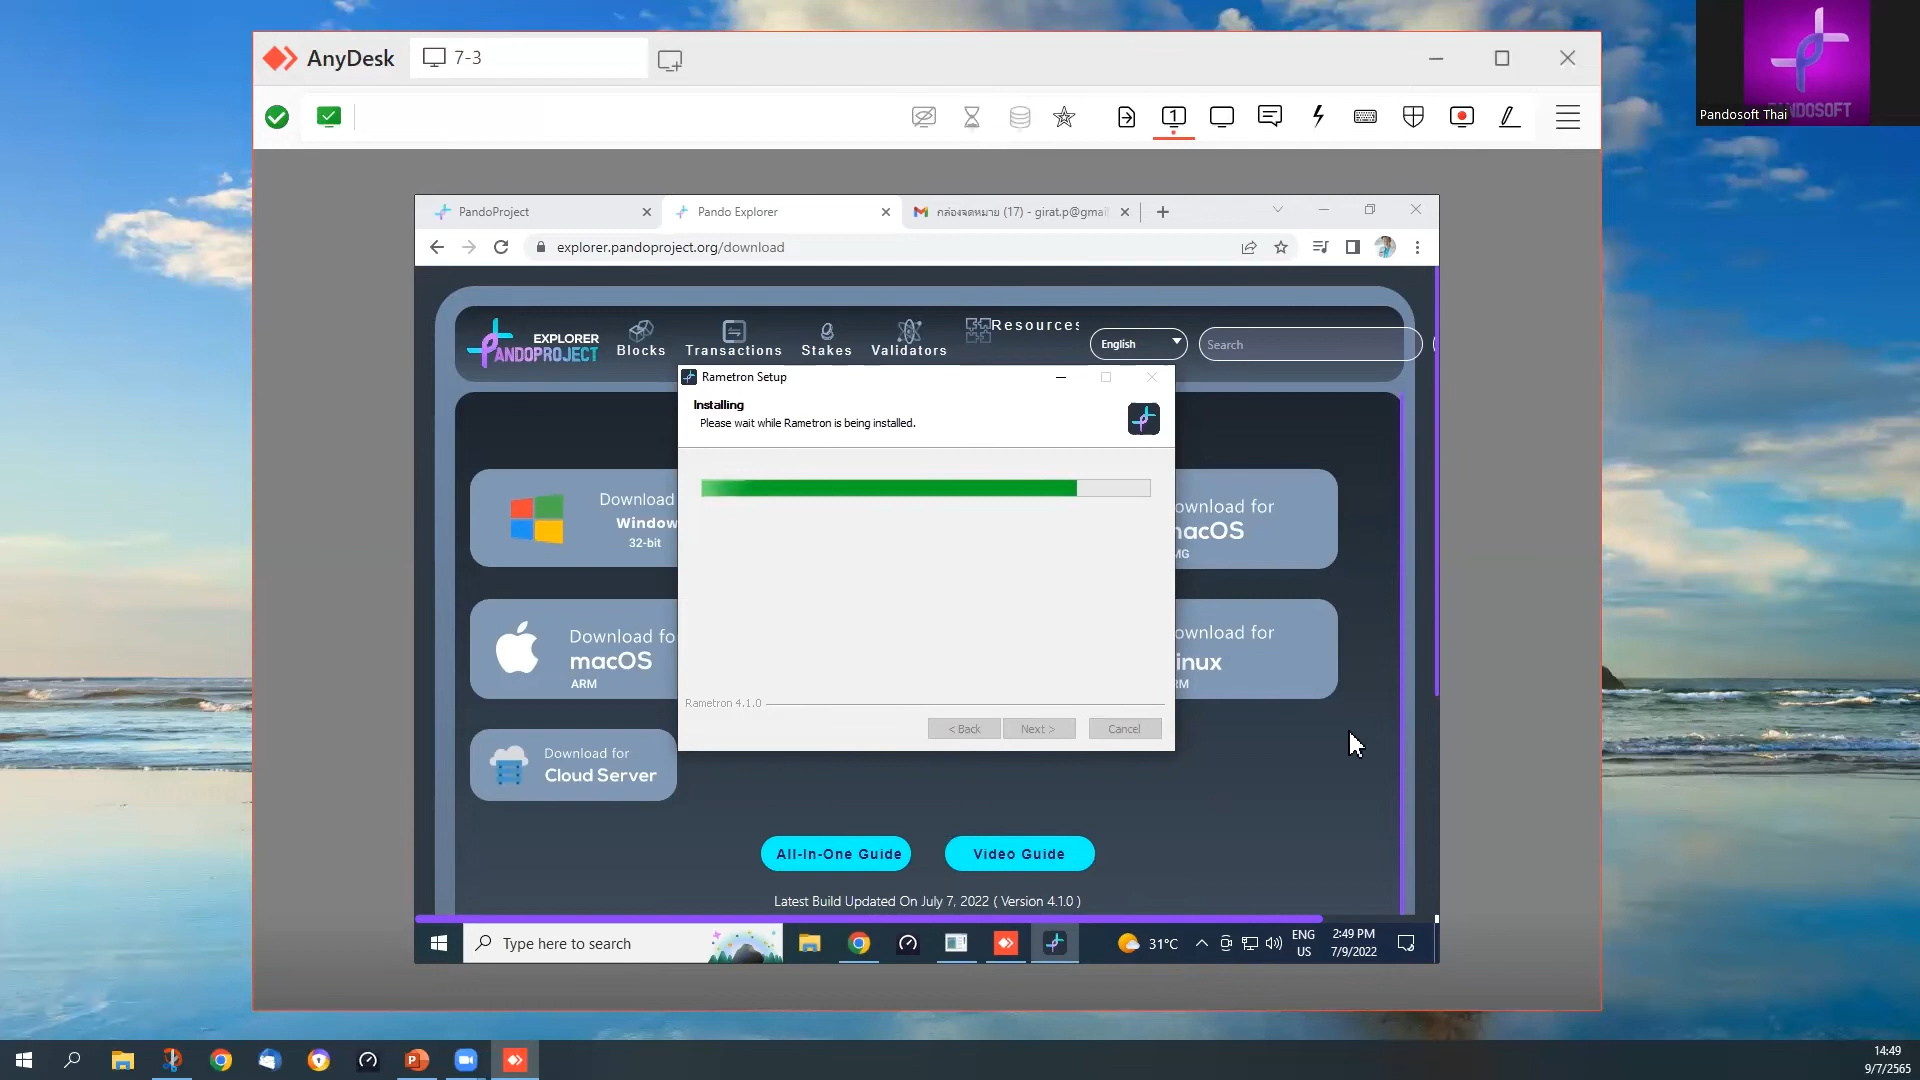 AnyDesk
7-3
Pandosoft Thai
PANDOSOFT
1
PandoProject
Pando Explorer
กล่องจดหมาย (17) - girat.p@gmai
explorer.pandoproject.org/download
EXPLORER
PANDOPROJECT
Blocks
Transactions
Stakes
Validators
Resources
English
Search
Rametron Setup
Installing
Please wait while Rametron is being installed.
Download
Window
32-bit
ownload for
nacOS
MG
Download fo
macOS
ARM
ownload for
inux
RM
Rametron 4.1.0
< Back
Next >
Cancel
Download for
Cloud Server
All-In-One Guide
Video Guide
Latest Build Updated On July 7, 2022 ( Version 4.1.0 )
Type here to search
31°C
ENG
US
2:49 PM
7/9/2022
14:49
9/7/2565